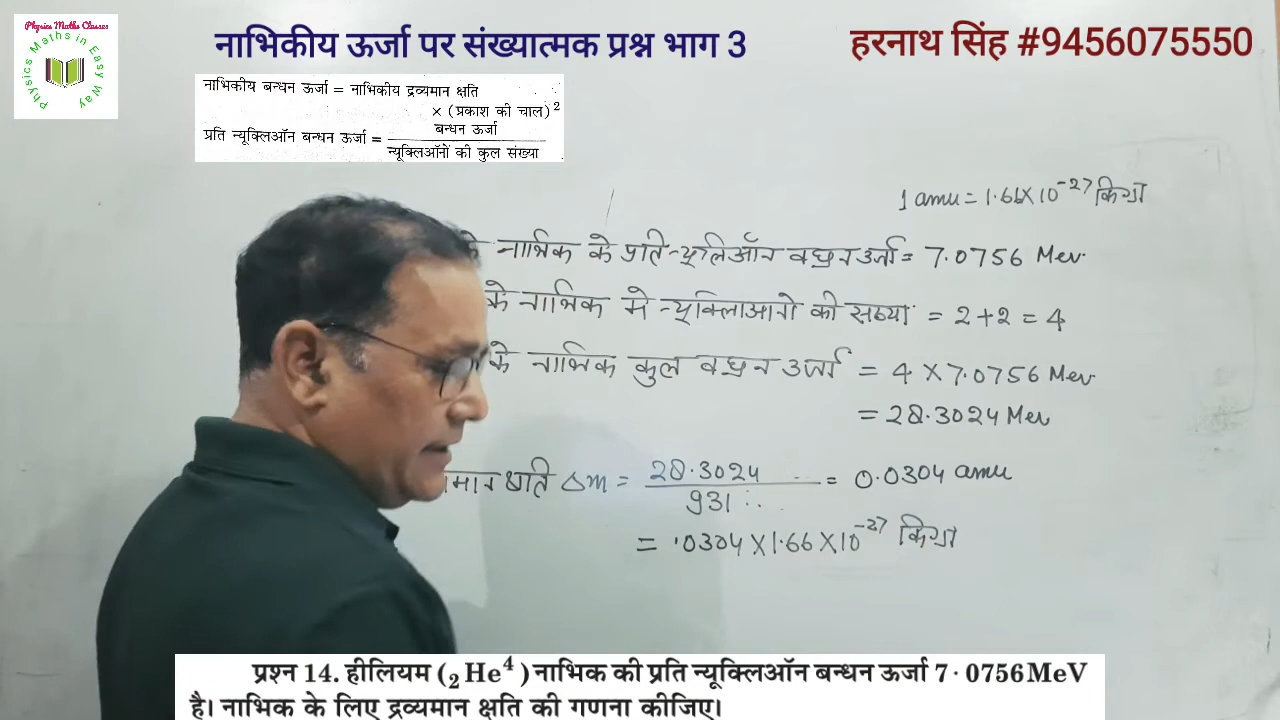 Physics Maths Classes
Physics Maths in Easy Way
नाभिकीय ऊर्जा पर संख्यात्मक प्रश्न भाग 3
हरनाथ सिंह #9456075550
नाभिकीय बन्धन ऊर्जा = नाभिकीय द्रव्यमान क्षति
× (प्रकाश की चाल)²
प्रति न्यूक्लिऑन बन्धन ऊर्जा = बन्धन ऊर्जा / न्यूक्लिऑनों की कुल संख्या
1 amu = 1.66×10⁻²⁷ किग्रा
के नाभिक के प्रति न्यूक्लिऑन बन्धन ऊर्जा = 7.0756 Mev
के नाभिक मे न्यूक्लिआनो की संख्या = 2+2 = 4
के नाभिक कुल बन्धन उर्जा = 4 × 7.0756 Mev
= 28.3024 Mev
मान क्षति Δm = 28.3024 / 931 = 0.0304 amu
= .0304 × 1.66 × 10⁻²⁷ किग्रा
प्रश्न 14. हीलियम (₂He⁴) नाभिक की प्रति न्यूक्लिऑन बन्धन ऊर्जा 7·0756 MeV
है। नाभिक के लिए द्रव्यमान क्षति की गणना कीजिए।